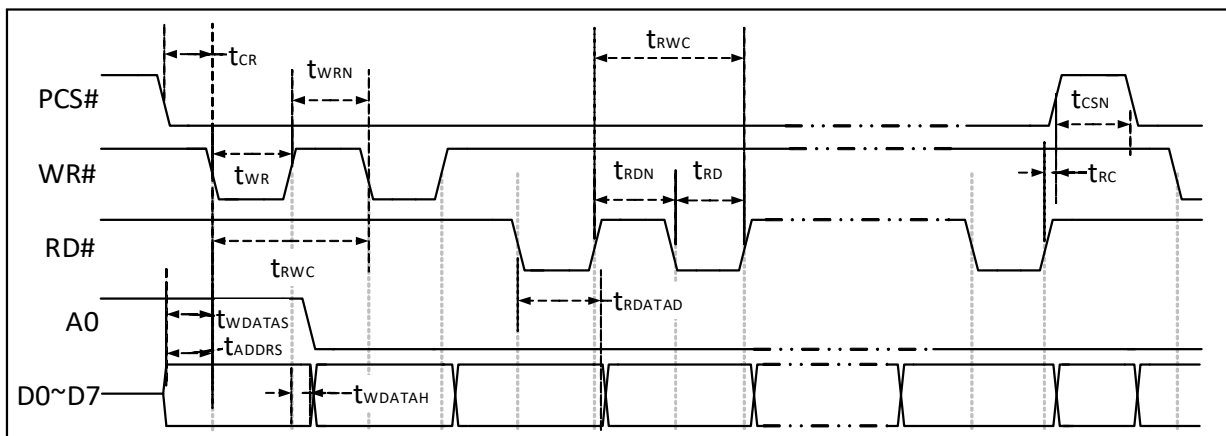 tRWC
tCR
tWRN
PCS#
tCSN
WR#
tWR
tRDN
tRD
tRC
RD#
tRWC
tRDATAD
A0
tWDATAS
tADDRS
D0~D7
tWDATAH